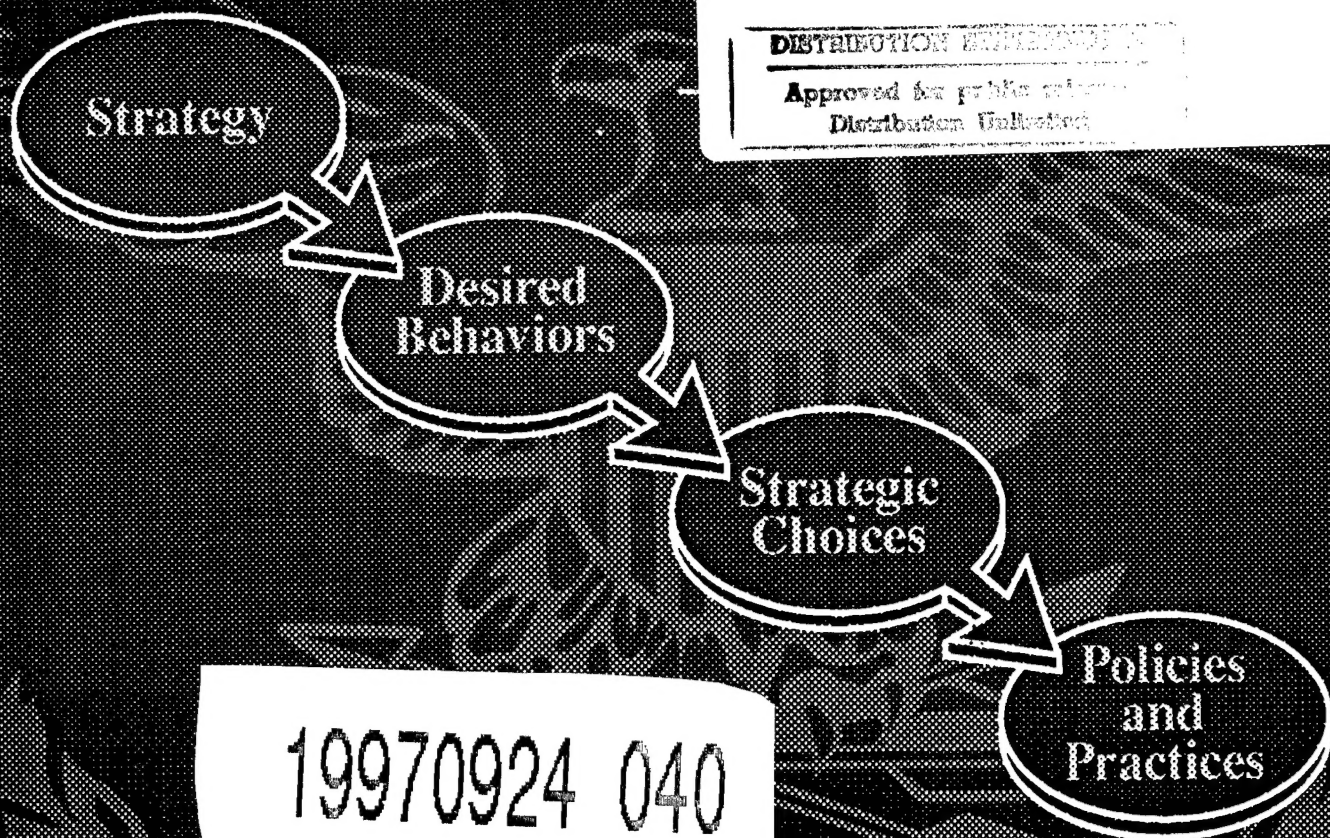 DISTRIBUTION
Approved for public
Distribution Unlimited
Strategy
Desired
Behaviors
Strategic
Choices
Policies
and
Practices
19970924 040